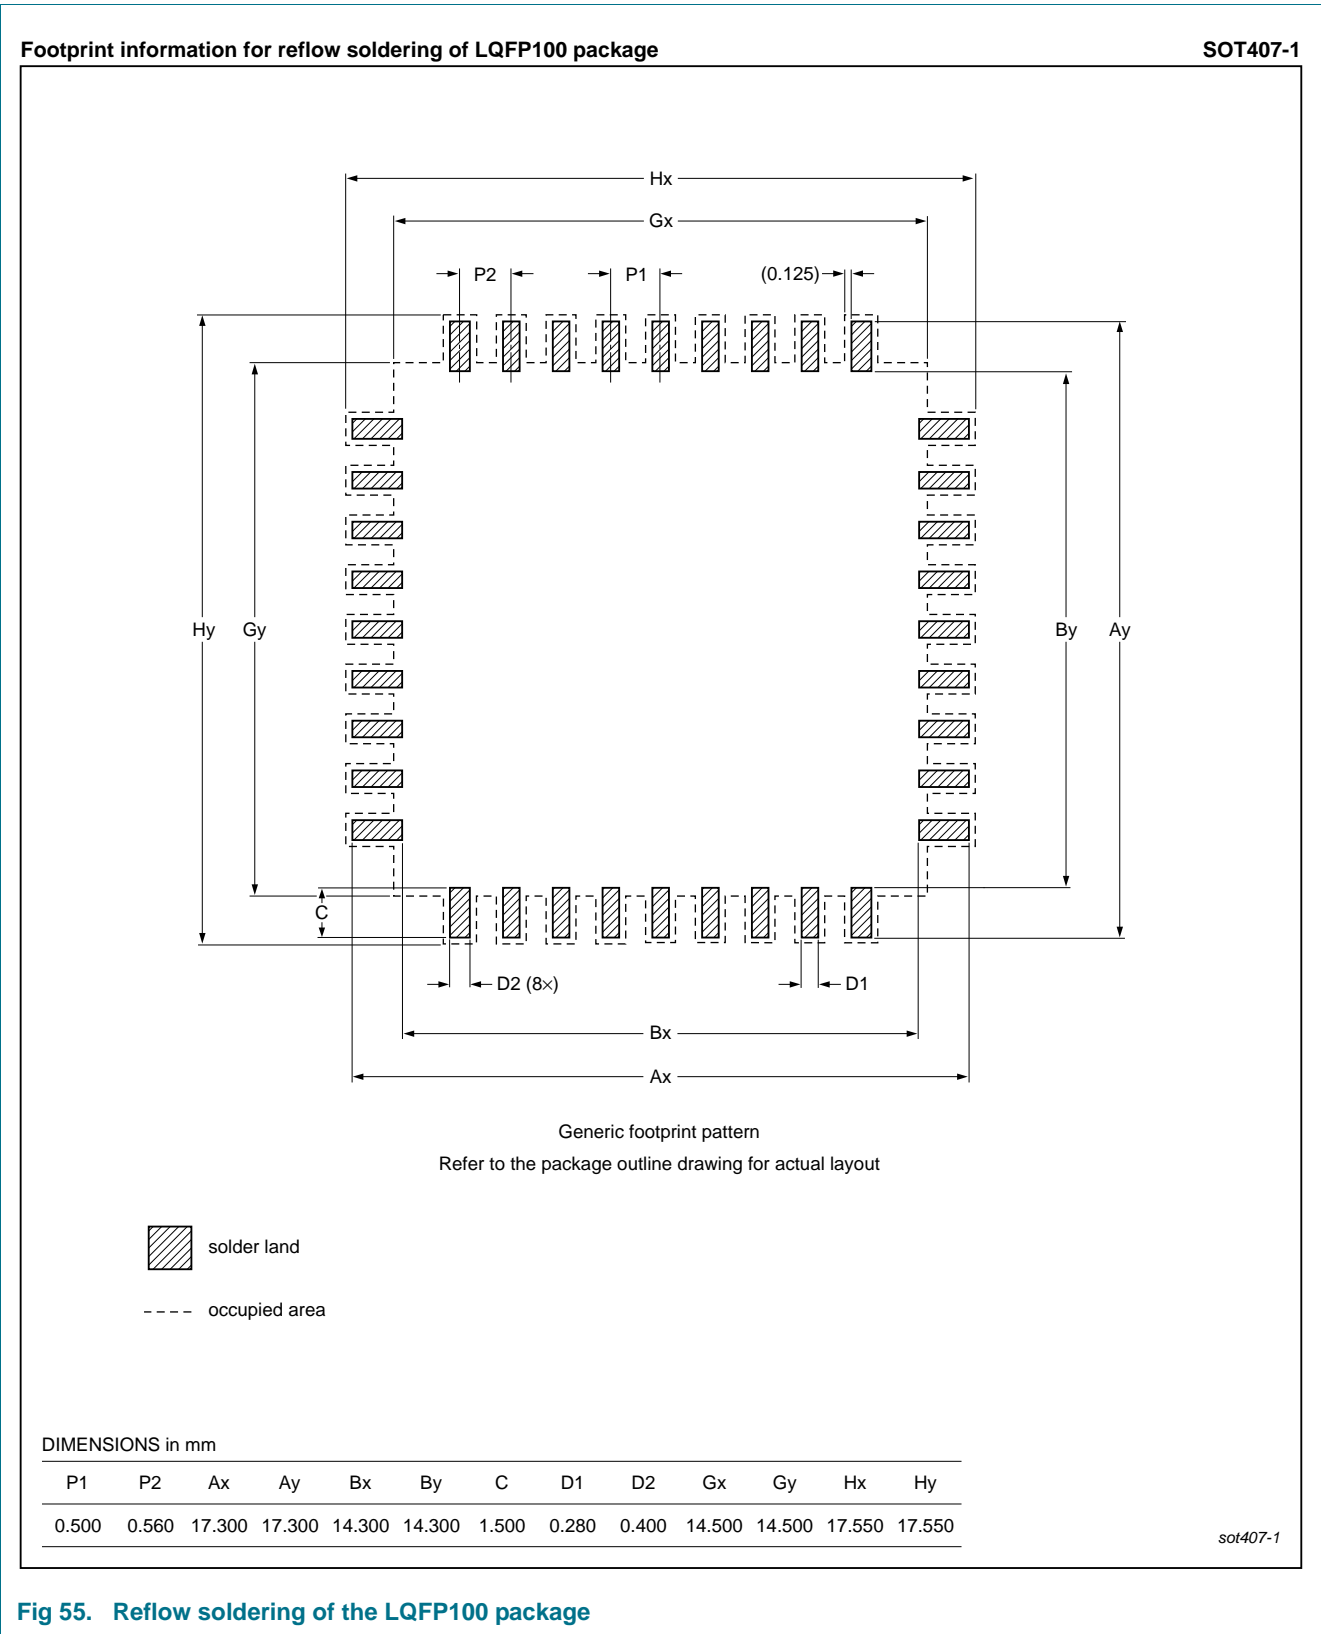 Footprint information for reflow soldering of LQFP100 package SOT407-1
Hx
Gx
P2 P1 (0.125)
Hy Gy By Ay
C
D2 (8×) D1
Bx
Ax
Generic footprint pattern
Refer to the package outline drawing for actual layout
solder land
occupied area
DIMENSIONS in mm
P1 P2 Ax Ay Bx By C D1 D2 Gx Gy Hx Hy
0.500 0.560 17.300 17.300 14.300 14.300 1.500 0.280 0.400 14.500 14.500 17.550 17.550
sot407-1
Fig 55. Reflow soldering of the LQFP100 package